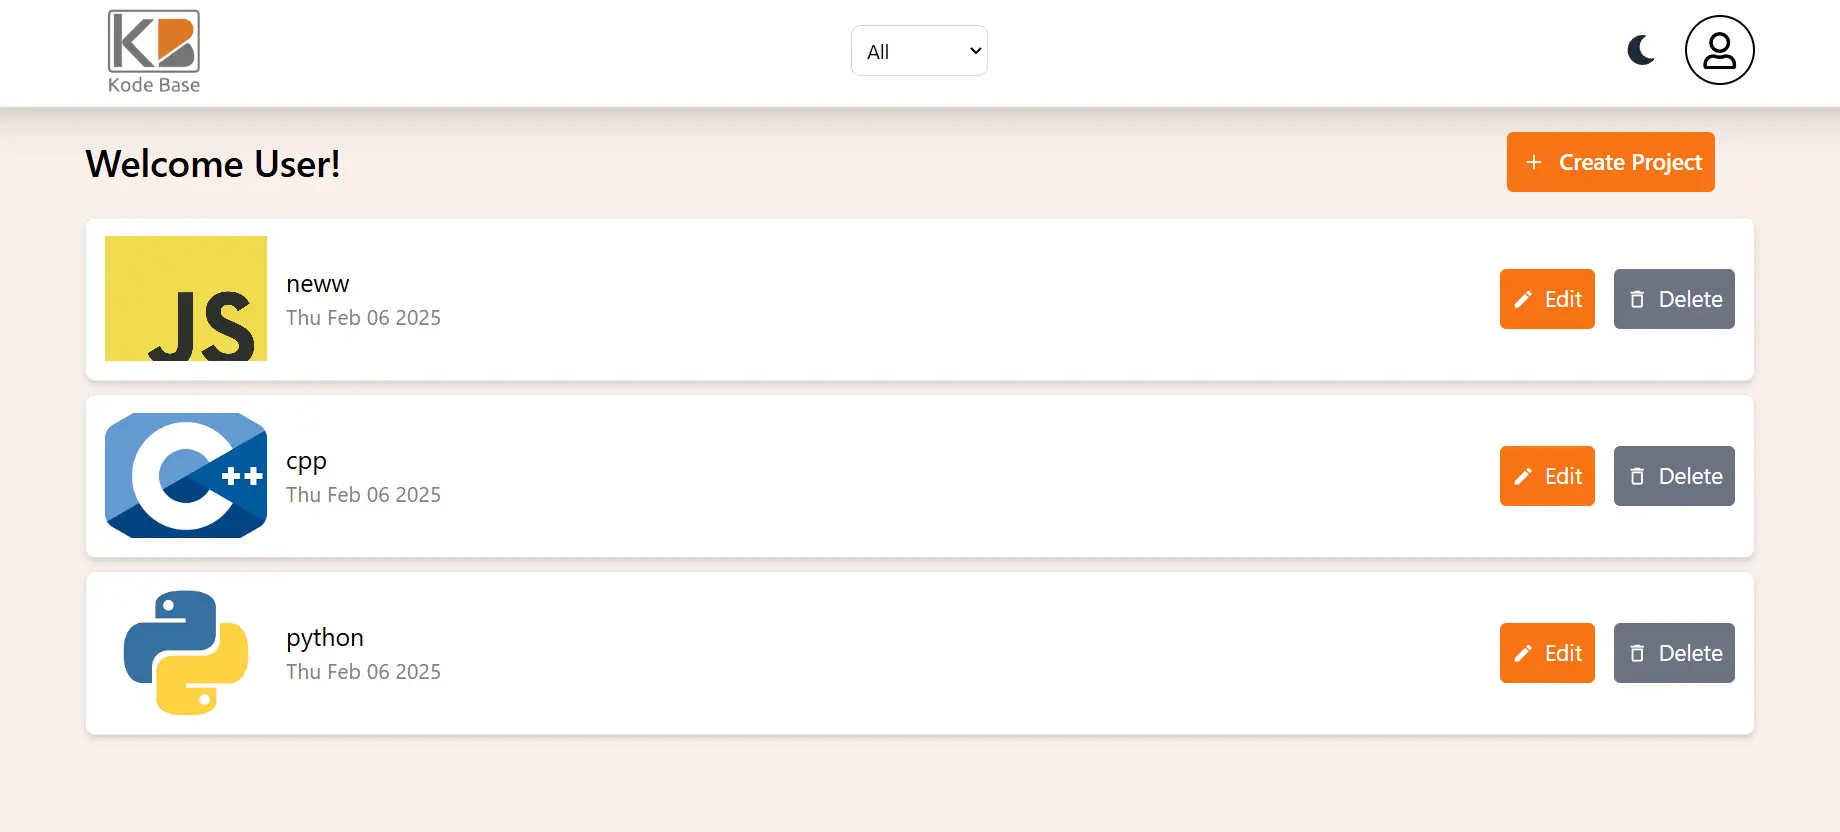 KB
Kode Base
All
Welcome User!
+ Create Project
JS
neww
Thu Feb 06 2025
Edit
Delete
C++
cpp
Thu Feb 06 2025
Edit
Delete
python
Thu Feb 06 2025
Edit
Delete